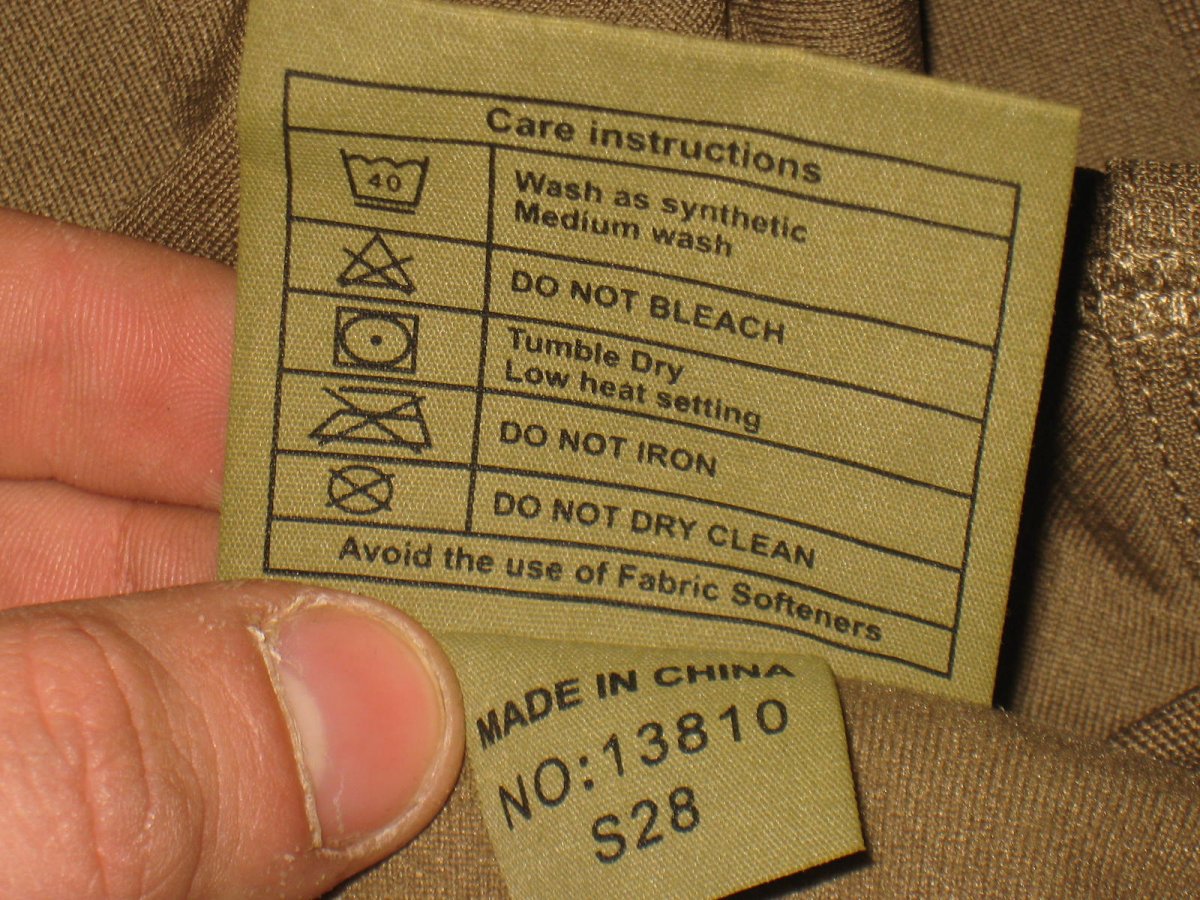 Care instructions
40
Wash as synthetic
Medium wash
DO NOT BLEACH
Tumble Dry
Low heat setting
DO NOT IRON
DO NOT DRY CLEAN
Avoid the use of Fabric Softeners
MADE IN CHINA
NO:13810
S28